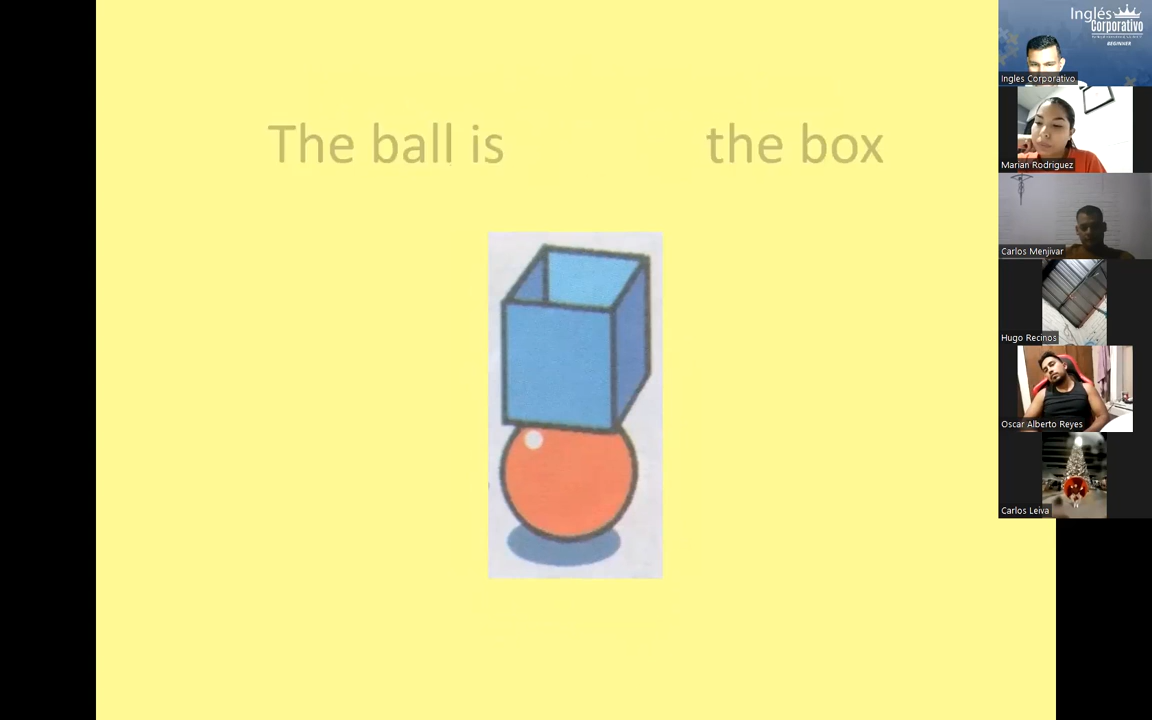 The ball is the box
Inglés
Corporativo
BEGINNER
Ingles Corporativo
Marian Rodriguez
Carlos Menjivar
Hugo Recinos
Oscar Alberto Reyes
Carlos Leiva